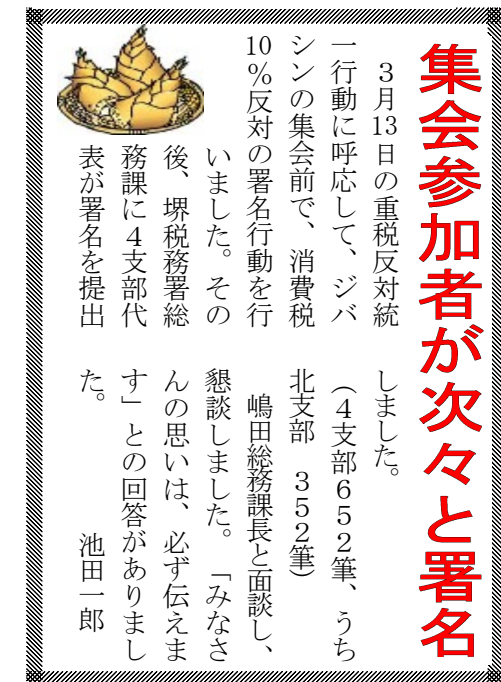 集会参加者が次々と署名
３月13日の重税反対統
一行動に呼応して、ジバ
シンの集会前で、消費税
10％反対の署名行動を行
いました。その
後、堺税務署総
務課に４支部代
表が署名を提出
しました。
（４支部６５２筆、うち
北支部　３５２筆）
嶋田総務課長と面談し、
懇談しました。「みなさ
んの思いは、必ず伝えま
す」との回答がありまし
た。　　　池田一郎